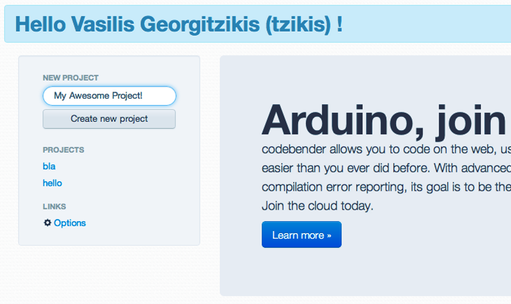 Hello Vasilis Georgitzikis (tzikis) !
NEW PROJECT
My Awesome Project!
Create new project
PROJECTS
bla
hello
LINKS
Options
Arduino, join
codebender allows you to code on the web, us
easier than you ever did before. With advanced
compilation error reporting, its goal is to be the
Join the cloud today.
Learn more »